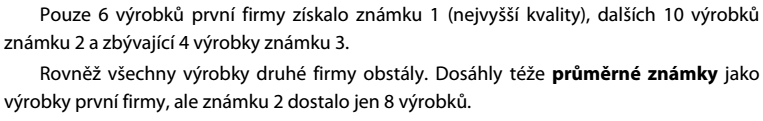 Pouze 6 výrobků první firmy získalo známku 1 (nejvyšší kvality), dalších 10 výrobků
známku 2 a zbývající 4 výrobky známku 3.
Rovněž všechny výrobky druhé firmy obstály. Dosáhly téže průměrné známky jako
výrobky první firmy, ale známku 2 dostalo jen 8 výrobků.